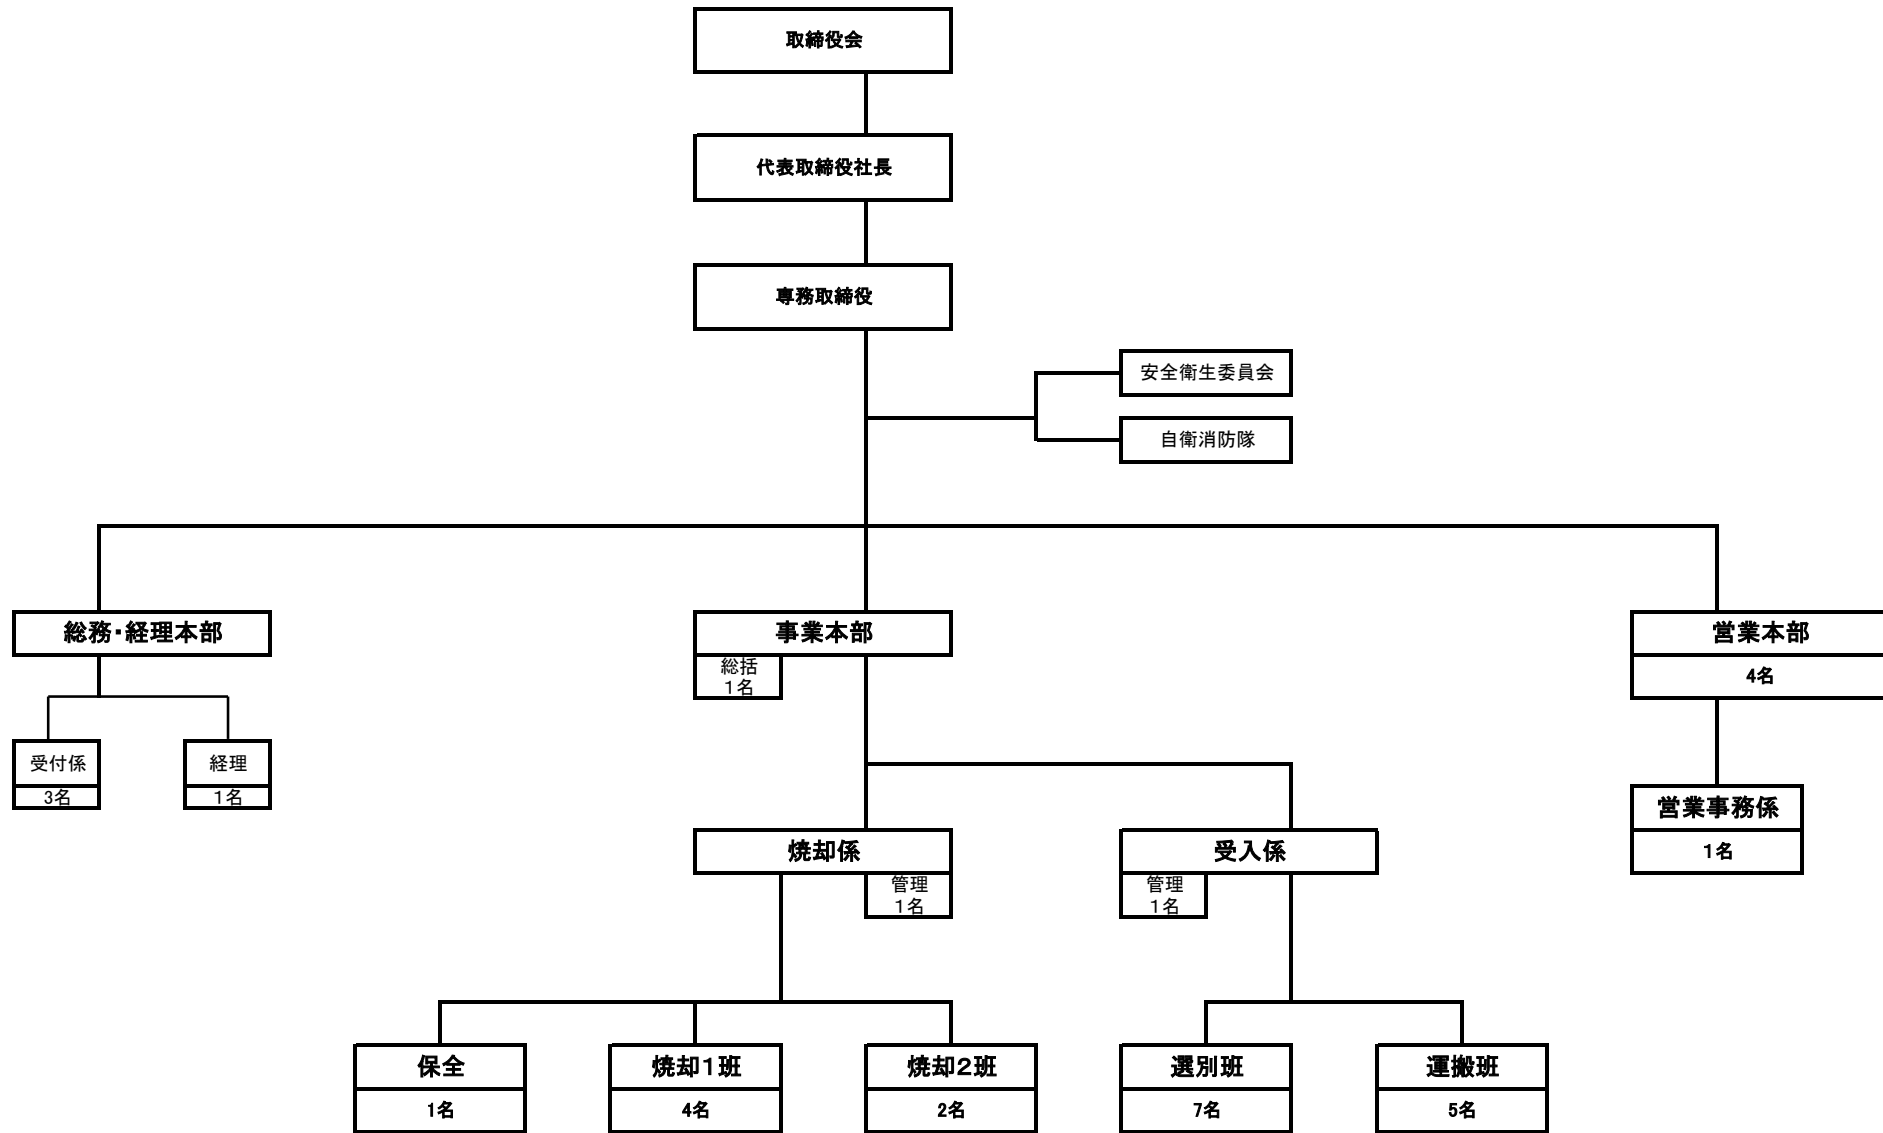 取締役会
代表取締役社長
専務取締役
安全衛生委員会
自衛消防隊
総務・経理本部
事業本部
営業本部
総括
１名
4名
受付係
経理
3名
１名
営業事務係
１名
焼却係
受入係
管理
１名
管理
１名
保全
焼却１班
焼却２班
選別班
運搬班
1名
4名
2名
7名
5名